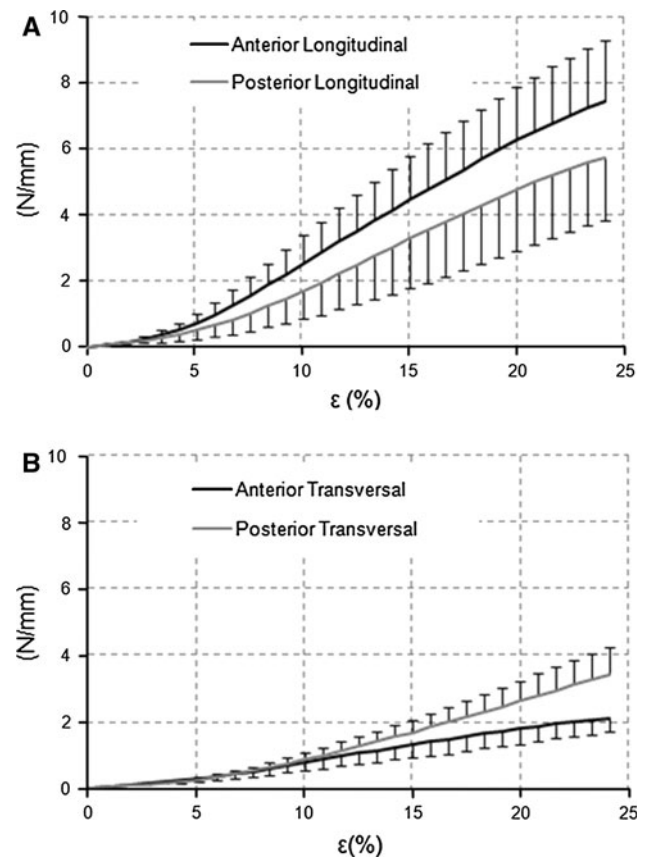 A
10
8
6
4
2
0
(N/mm)
Anterior Longitudinal
Posterior Longitudinal
0 5 10 15 20 25
ε (%)
B
10
8
6
4
2
0
(N/mm)
Anterior Transversal
Posterior Transversal
0 5 10 15 20 25
ε(%)